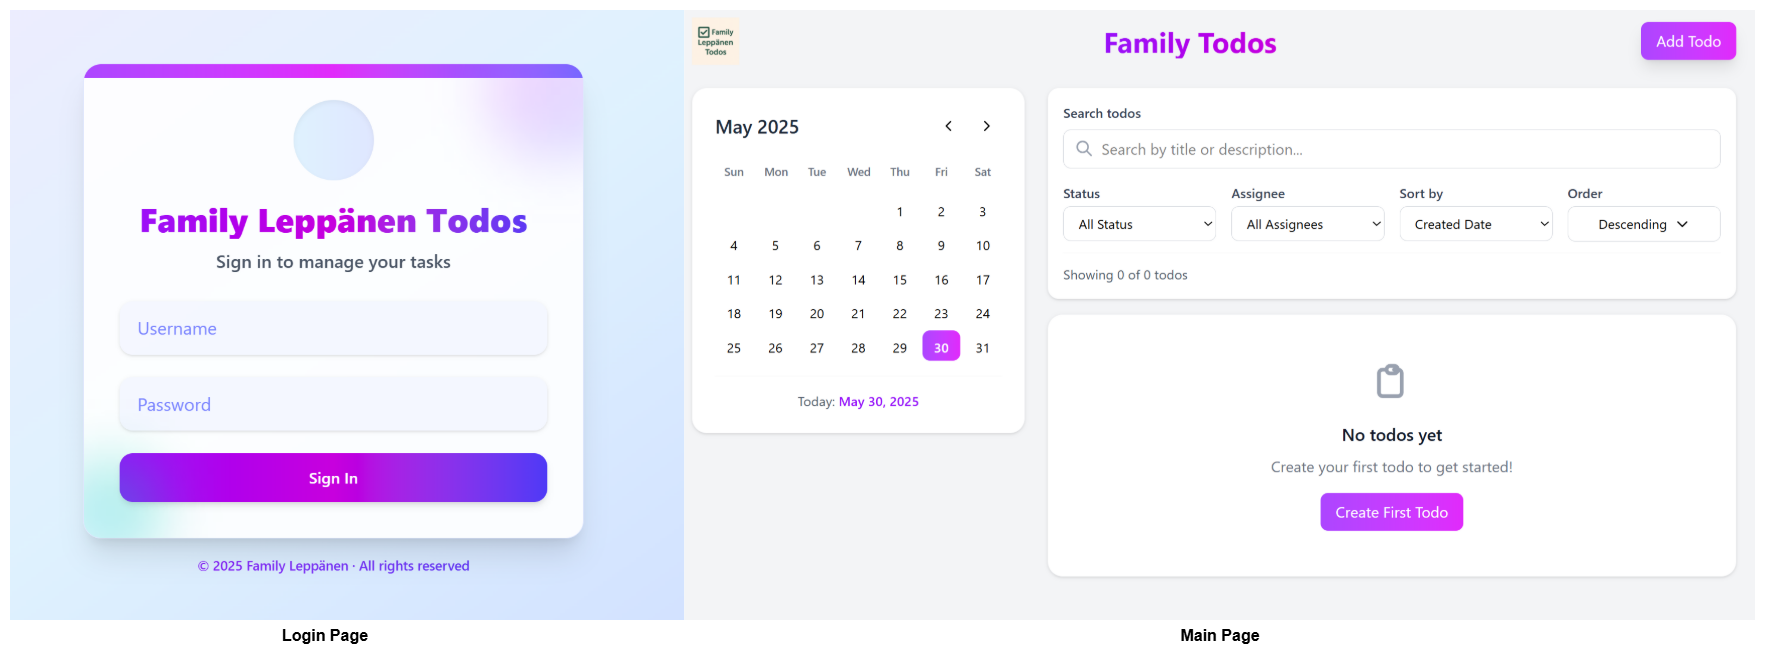 Family Leppänen Todos
Sign in to manage your tasks
Username
Password
Sign In
© 2025 Family Leppänen · All rights reserved
Login Page
Family
Leppänen
Todos
Family Todos
Add Todo
May 2025
Sun Mon Tue Wed Thu Fri Sat
1 2 3
4 5 6 7 8 9 10
11 12 13 14 15 16 17
18 19 20 21 22 23 24
25 26 27 28 29 30 31
Today: May 30, 2025
Search todos
Search by title or description...
Status Assignee Sort by Order
All Status All Assignees Created Date Descending
Showing 0 of 0 todos
No todos yet
Create your first todo to get started!
Create First Todo
Main Page